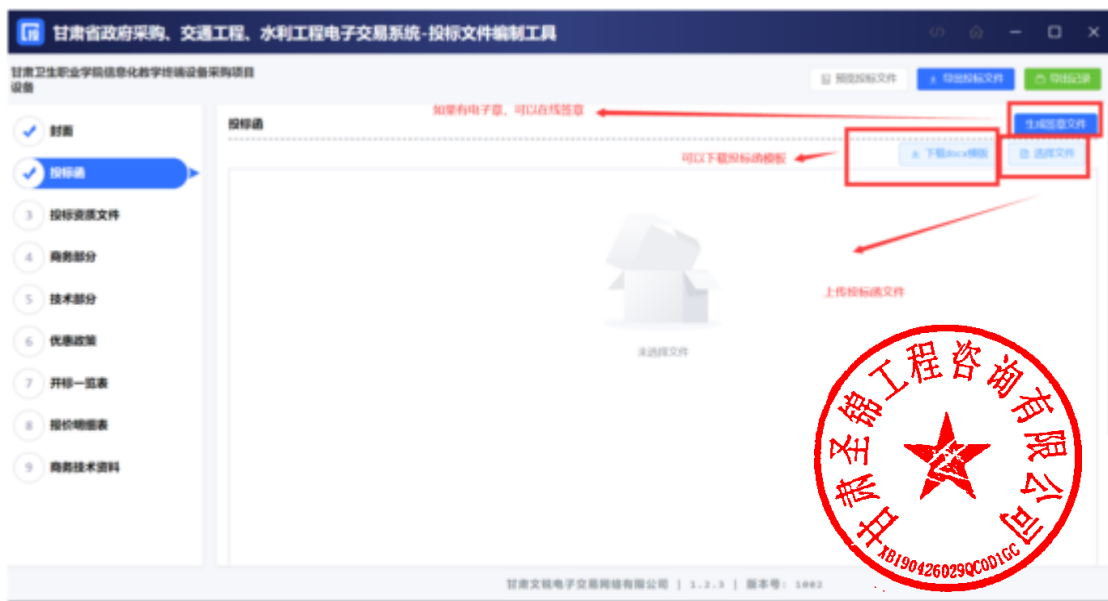 甘肃省政府采购、交通工程、水利工程电子交易系统-投标文件编制工具
甘肃卫生职业学院信息化教学终端设备采购项目
设备
预览投标文件
导出投标文件
导出记录
封面
投标函
如果有电子章，可以在线签章
生成签章文件
可以下载投标函模板
下载docx模板
选择文件
投标函
3 投标资质文件
4 商务部分
5 技术部分
6 优惠政策
7 开标一览表
8 报价明细表
9 商务技术资料
上传投标函文件
未选择文件
甘肃圣锦工程咨询有限公司
XB190426029QC0D1GC
甘肃文锐电子交易网络有限公司 | 1.2.3 | 版本号: 1002